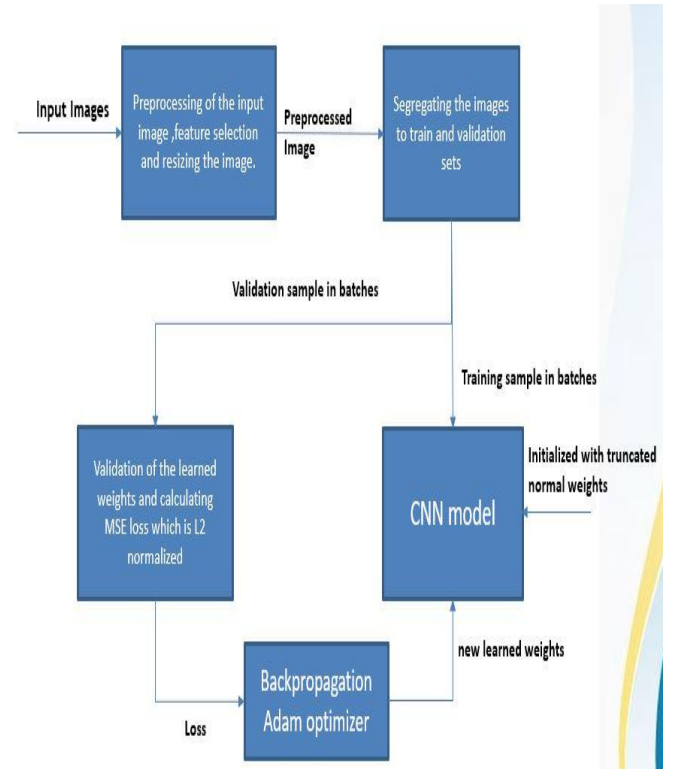 Input Images
Preprocessing of the input
image ,feature selection
and resizing the image.
Preprocessed
Image
Segregating the images
to train and validation
sets
Validation sample in batches
Training sample in batches
Validation of the learned
weights and calculating
MSE loss which is L2
normalized
CNN model
Initialized with truncated
normal weights
Loss
Backpropagation
Adam optimizer
new learned weights